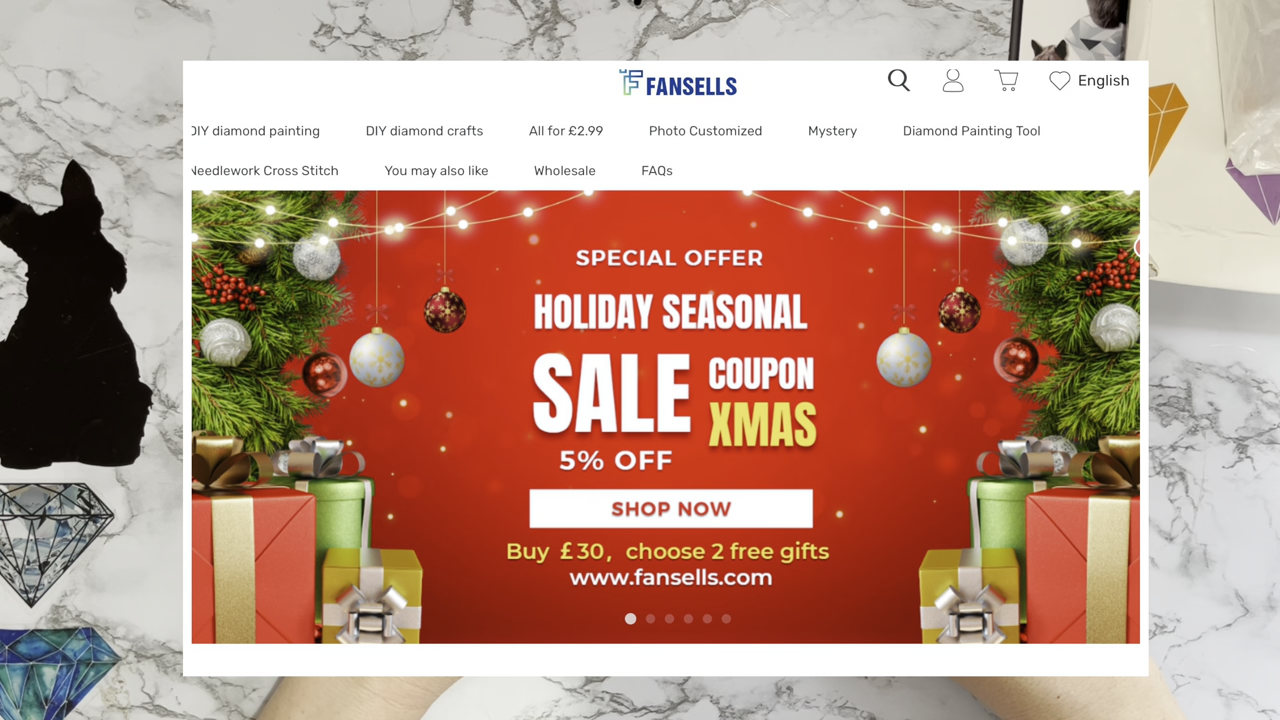 FANSELLS
English
DIY diamond painting DIY diamond crafts All for £2.99 Photo Customized Mystery Diamond Painting Tool
Needlework Cross Stitch You may also like Wholesale FAQs
SPECIAL OFFER
HOLIDAY SEASONAL
SALE COUPON
XMAS
5% OFF
SHOP NOW
Buy £30, choose 2 free gifts
www.fansells.com